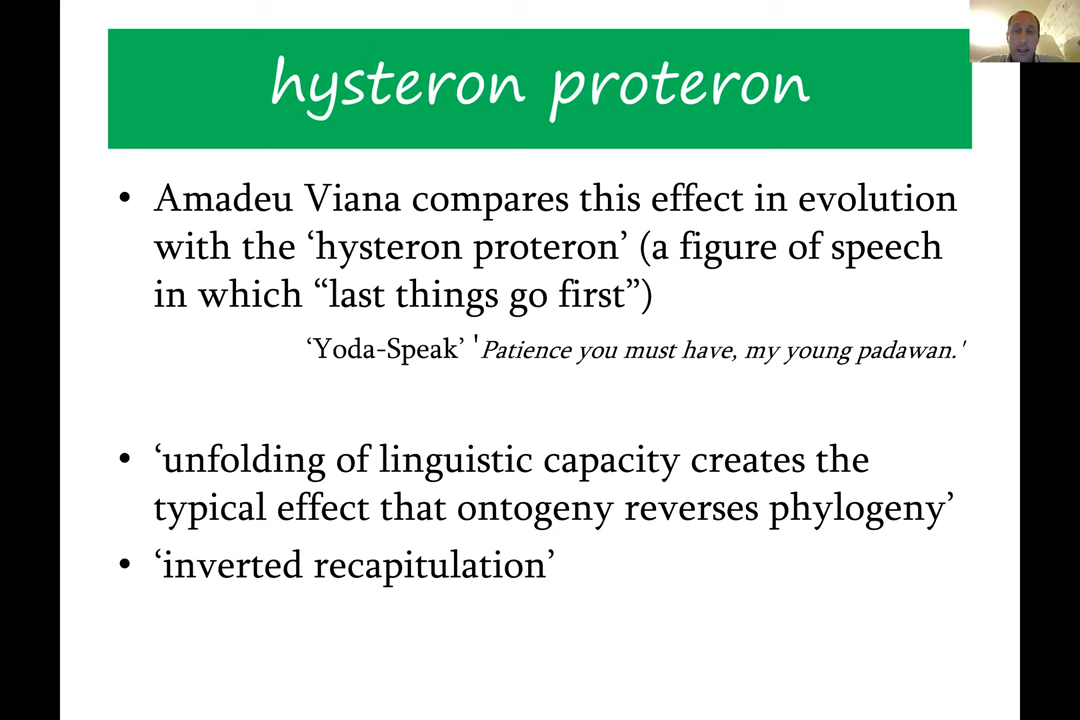 hysteron proteron
• Amadeu Viana compares this effect in evolution
with the ‘hysteron proteron’ (a figure of speech
in which “last things go first”)
‘Yoda-Speak’ 'Patience you must have, my young padawan.'
• ‘unfolding of linguistic capacity creates the
typical effect that ontogeny reverses phylogeny’
• ‘inverted recapitulation’